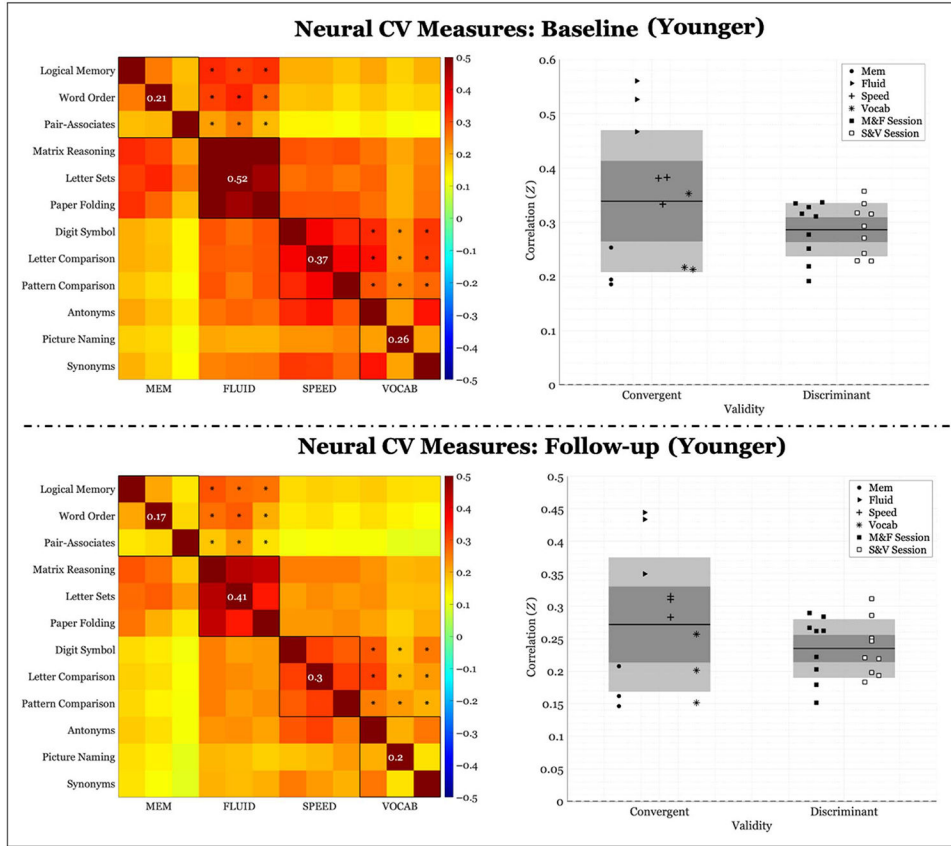 Neural CV Measures: Baseline (Younger)
Logical Memory
Word Order
Pair-Associates
Matrix Reasoning
Letter Sets
Paper Folding
Digit Symbol
Letter Comparison
Pattern Comparison
Antonyms
Picture Naming
Synonyms
0.21
0.52
0.37
0.26
MEM FLUID SPEED VOCAB
0.5
0.4
0.3
0.2
0.1
0
-0.1
-0.2
-0.3
-0.4
-0.5
Correlation (Z)
0.6
0.5
0.4
0.3
0.2
0.1
0
Mem
Fluid
Speed
Vocab
M&F Session
S&V Session
Convergent Discriminant
Validity
Neural CV Measures: Follow-up (Younger)
Logical Memory
Word Order
Pair-Associates
Matrix Reasoning
Letter Sets
Paper Folding
Digit Symbol
Letter Comparison
Pattern Comparison
Antonyms
Picture Naming
Synonyms
0.17
0.41
0.3
0.2
MEM FLUID SPEED VOCAB
0.5
0.4
0.3
0.2
0.1
0
-0.1
-0.2
-0.3
-0.4
-0.5
Correlation (Z)
0.5
0.45
0.4
0.35
0.3
0.25
0.2
0.15
0.1
0.05
0
Mem
Fluid
Speed
Vocab
M&F Session
S&V Session
Convergent Discriminant
Validity